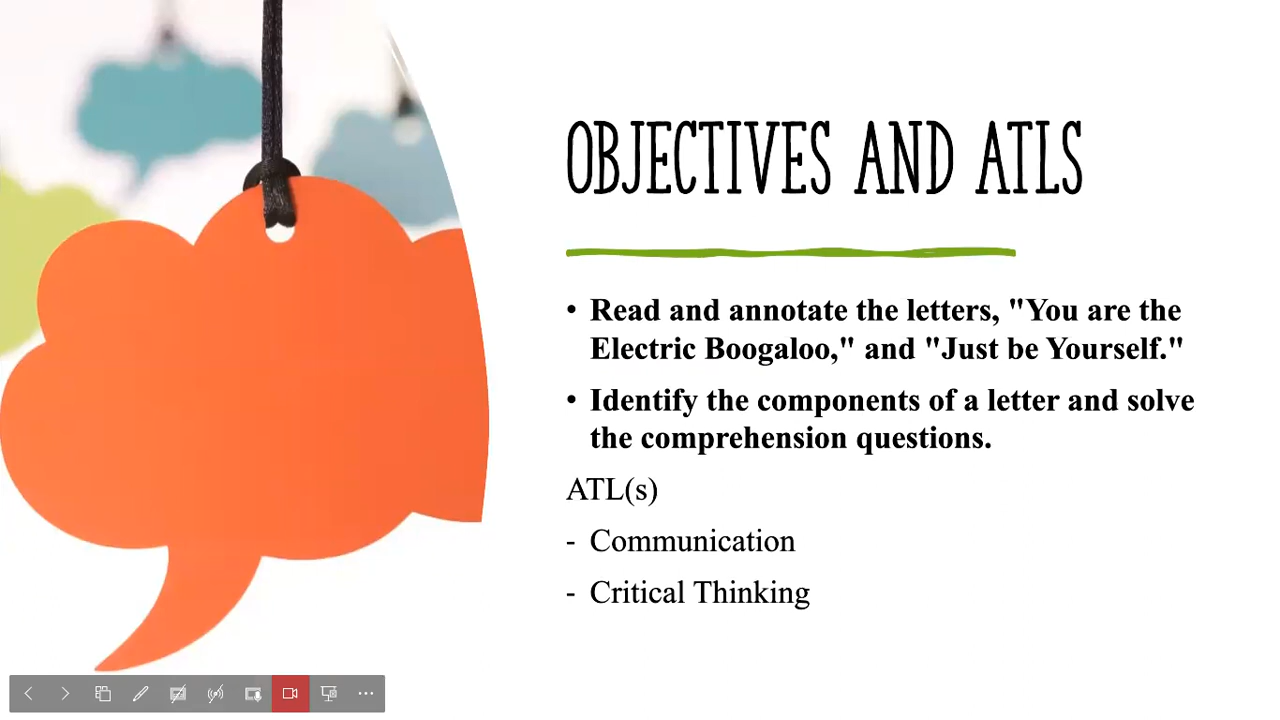 OBJECTIVES AND ATLS
• Read and annotate the letters, "You are the
Electric Boogaloo," and "Just be Yourself."
• Identify the components of a letter and solve
the comprehension questions.
ATL(s)
- Communication
- Critical Thinking